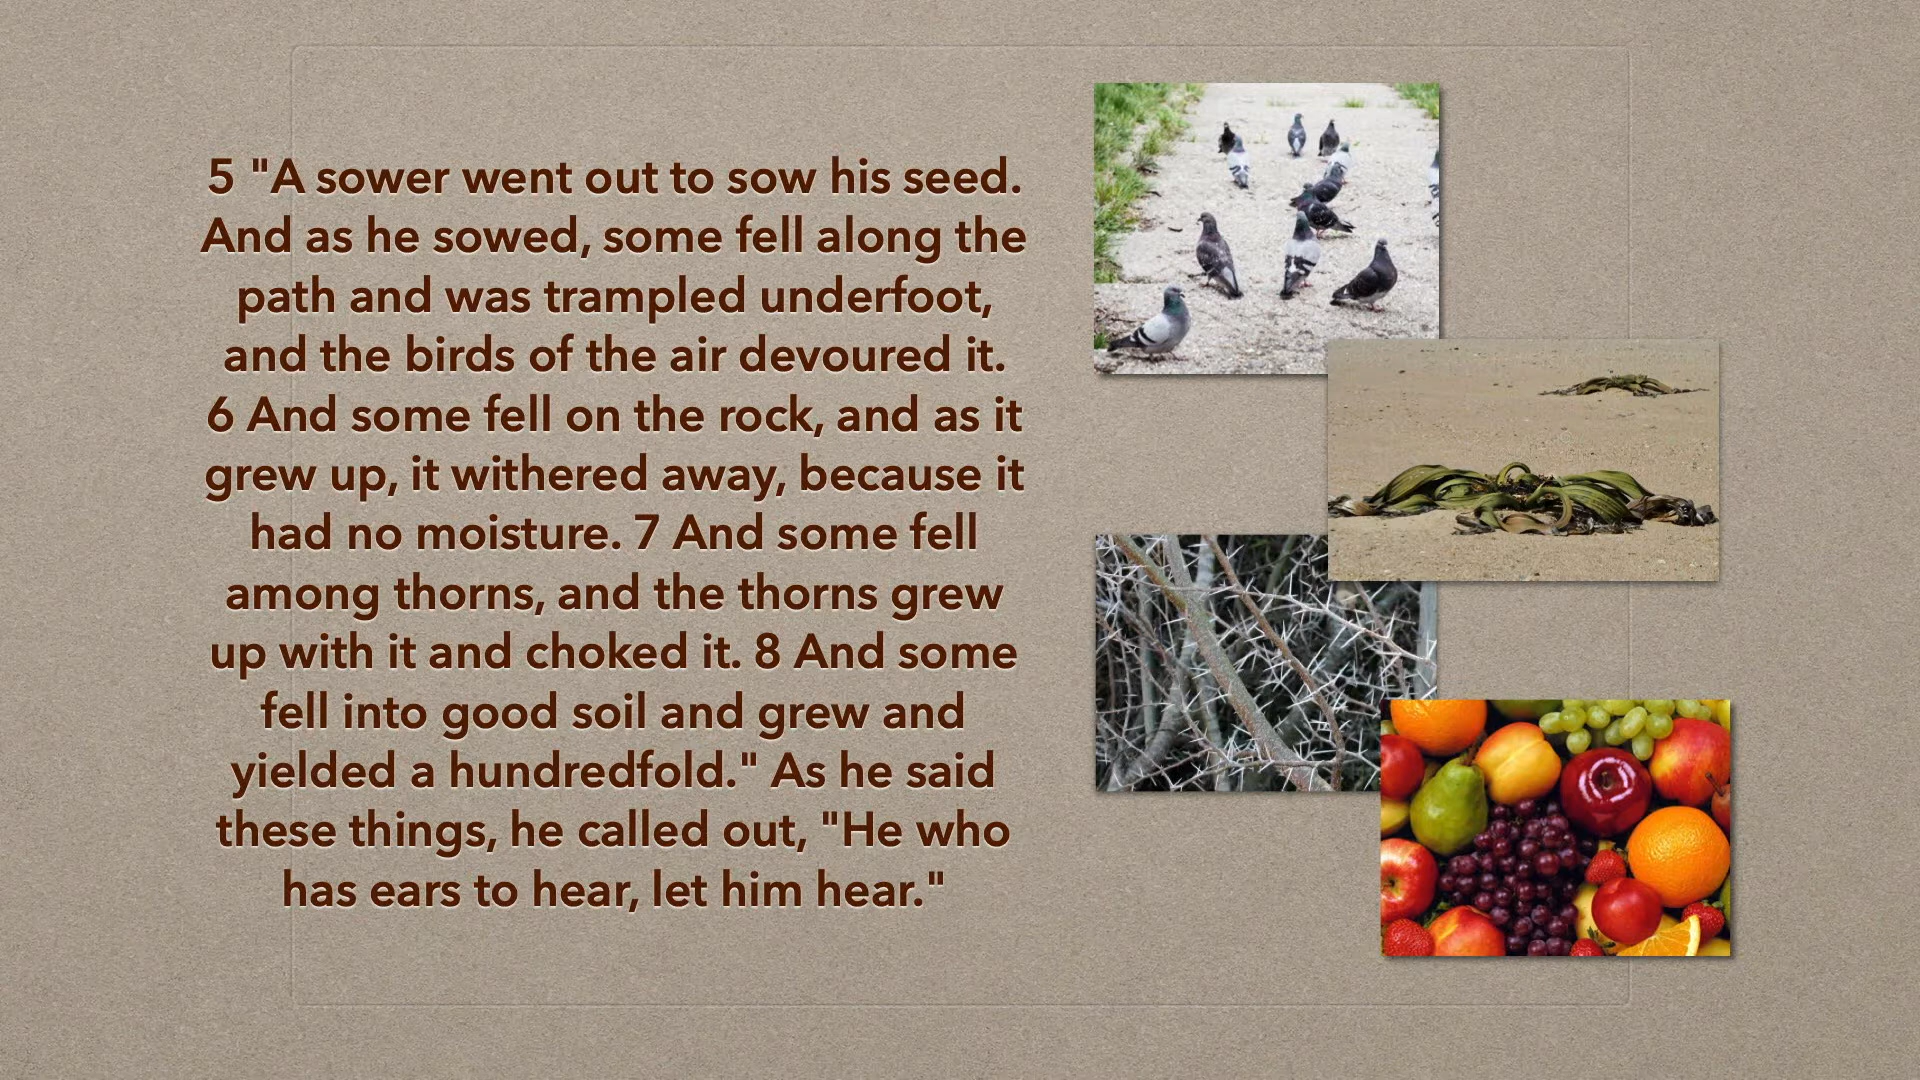 5 "A sower went out to sow his seed.
And as he sowed, some fell along the
path and was trampled underfoot,
and the birds of the air devoured it.
6 And some fell on the rock, and as it
grew up, it withered away, because it
had no moisture. 7 And some fell
among thorns, and the thorns grew
up with it and choked it. 8 And some
fell into good soil and grew and
yielded a hundredfold." As he said
these things, he called out, "He who
has ears to hear, let him hear."